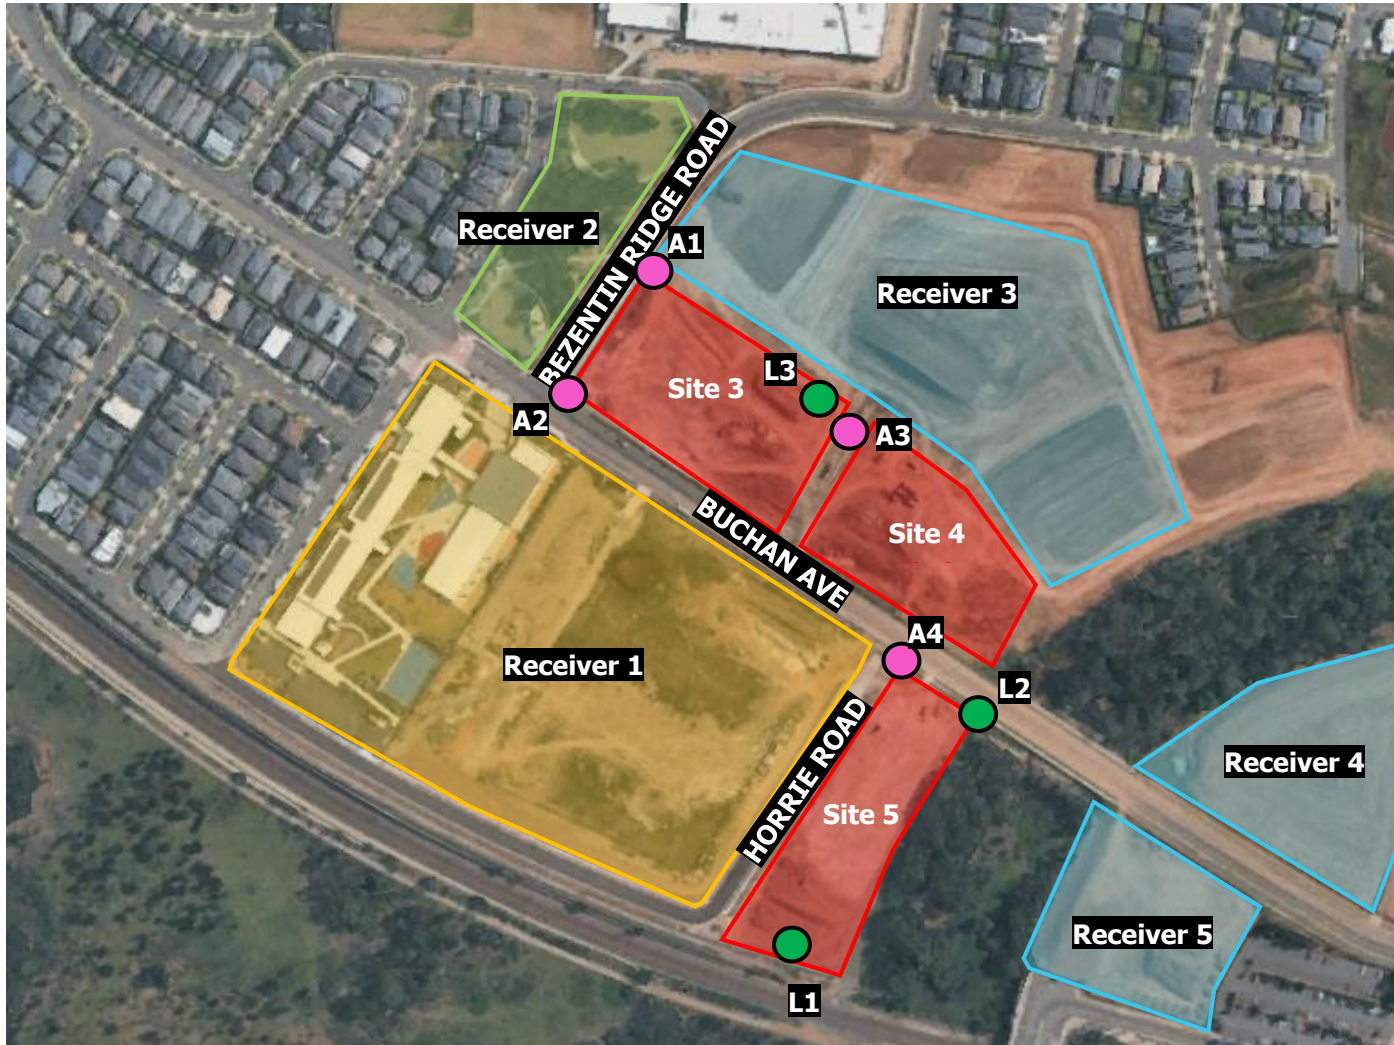 BEZENTIN RIDGE ROAD
Receiver 2
A1
Receiver 3
L3
Site 3
A2
A3
BUCHAN AVE
Site 4
A4
Receiver 1
L2
HORRIE ROAD
Receiver 4
Site 5
Receiver 5
L1